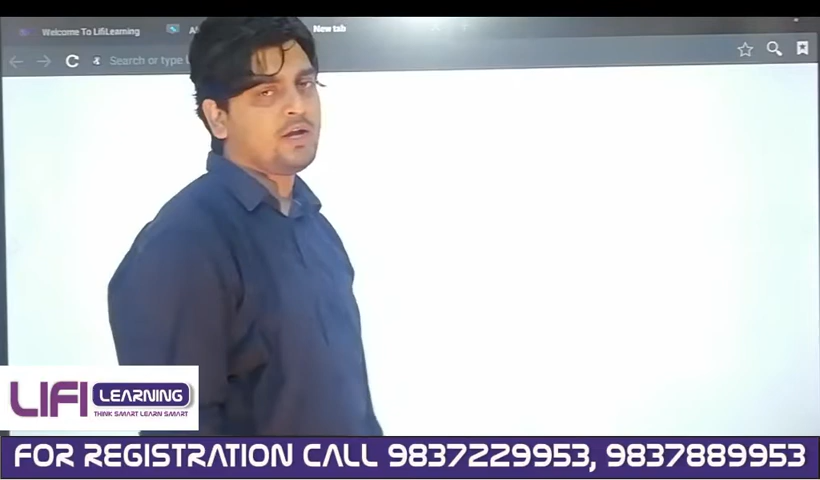 Welcome To LifiLearning
New tab
Search or type
LIFI LEARNING
THINK SMART LEARN SMART
FOR REGISTRATION CALL 9837229953, 9837889953